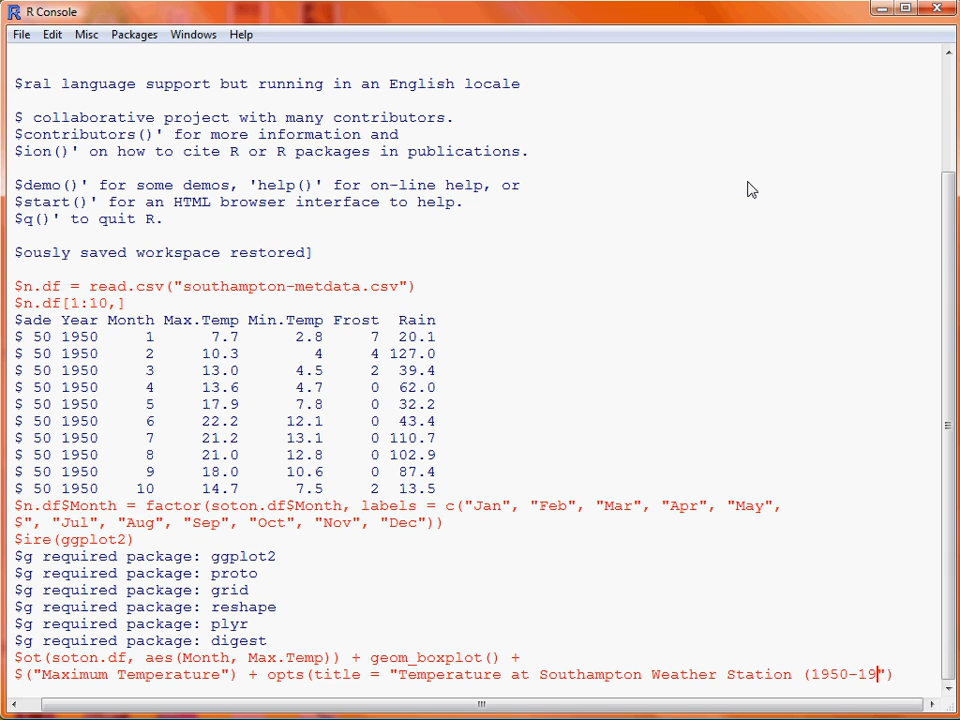 R Console
File Edit Misc Packages Windows Help
$ral language support but running in an English locale
$ collaborative project with many contributors.
$contributors()' for more information and
$ion()' on how to cite R or R packages in publications.
$demo()' for some demos, 'help()' for on-line help, or
$start()' for an HTML browser interface to help.
$q()' to quit R.
$ously saved workspace restored]
$n.df = read.csv("southampton-metdata.csv")
$n.df[1:10,]
$ade Year Month Max.Temp Min.Temp Frost Rain
$ 50 1950 1 7.7 2.8 7 20.1
$ 50 1950 2 10.3 4 4 127.0
$ 50 1950 3 13.0 4.5 2 39.4
$ 50 1950 4 13.6 4.7 0 62.0
$ 50 1950 5 17.9 7.8 0 32.2
$ 50 1950 6 22.2 12.1 0 43.4
$ 50 1950 7 21.2 13.1 0 110.7
$ 50 1950 8 21.0 12.8 0 102.9
$ 50 1950 9 18.0 10.6 0 87.4
$ 50 1950 10 14.7 7.5 2 13.5
$n.df$Month = factor(soton.df$Month, labels = c("Jan", "Feb", "Mar", "Apr", "May",
$", "Jul", "Aug", "Sep", "Oct", "Nov", "Dec"))
$ire(ggplot2)
$g required package: ggplot2
$g required package: proto
$g required package: grid
$g required package: reshape
$g required package: plyr
$g required package: digest
$ot(soton.df, aes(Month, Max.Temp)) + geom_boxplot() +
$("Maximum Temperature") + opts(title = "Temperature at Southampton Weather Station (1950-19")